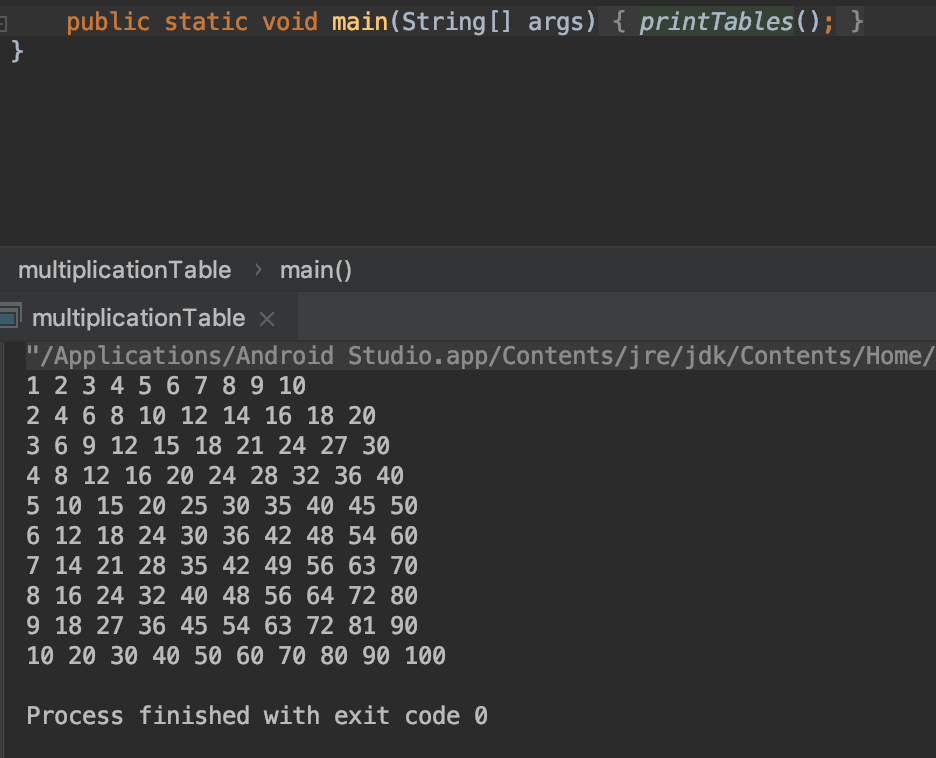 public static void main(String[] args) { printTables(); }
}
multiplicationTable › main()
multiplicationTable ×
"/Applications/Android Studio.app/Contents/jre/jdk/Contents/Home/
1 2 3 4 5 6 7 8 9 10
2 4 6 8 10 12 14 16 18 20
3 6 9 12 15 18 21 24 27 30
4 8 12 16 20 24 28 32 36 40
5 10 15 20 25 30 35 40 45 50
6 12 18 24 30 36 42 48 54 60
7 14 21 28 35 42 49 56 63 70
8 16 24 32 40 48 56 64 72 80
9 18 27 36 45 54 63 72 81 90
10 20 30 40 50 60 70 80 90 100
Process finished with exit code 0